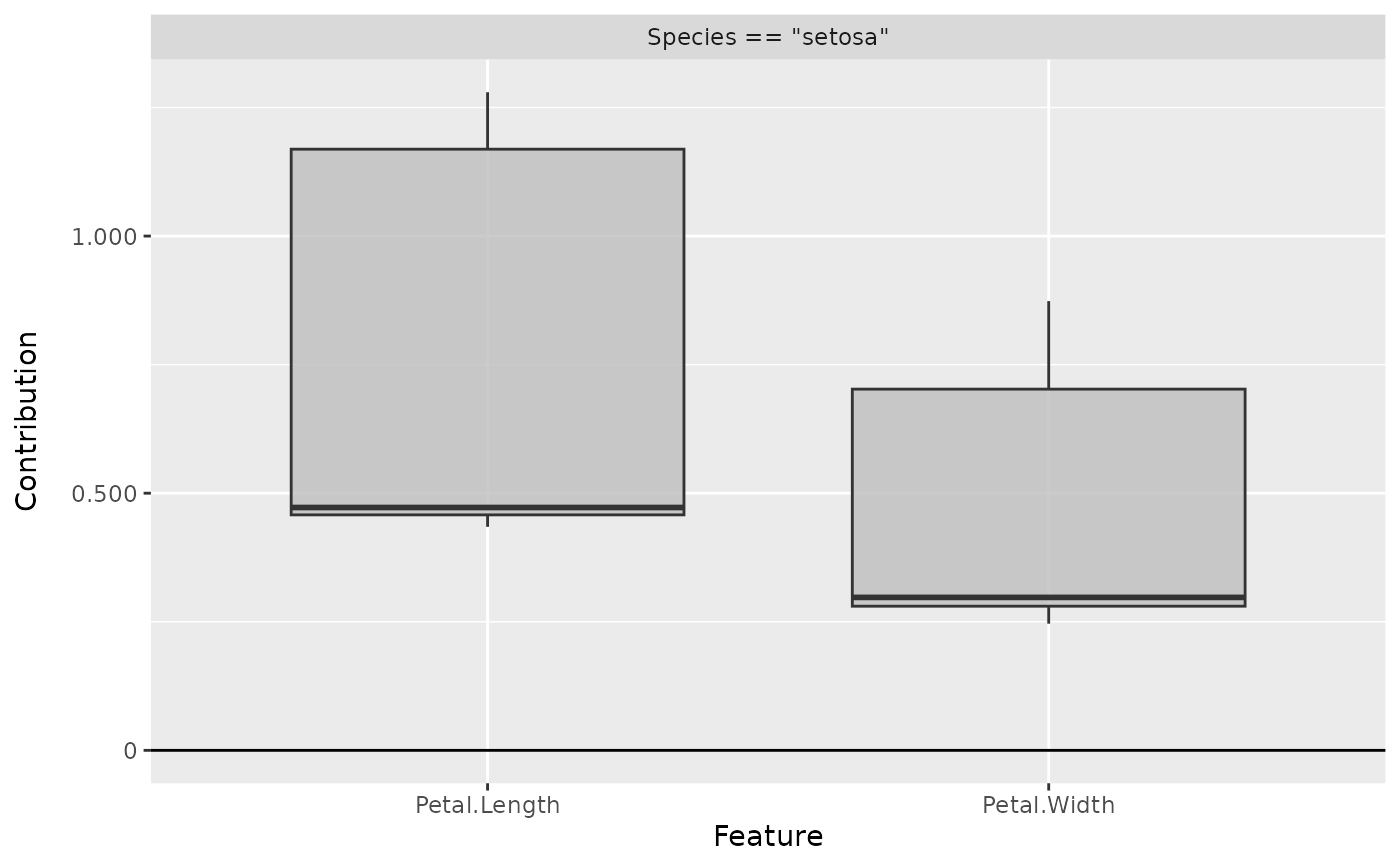 Species == "setosa"
1.000
0.500
0
Contribution
Petal.Length
Petal.Width
Feature